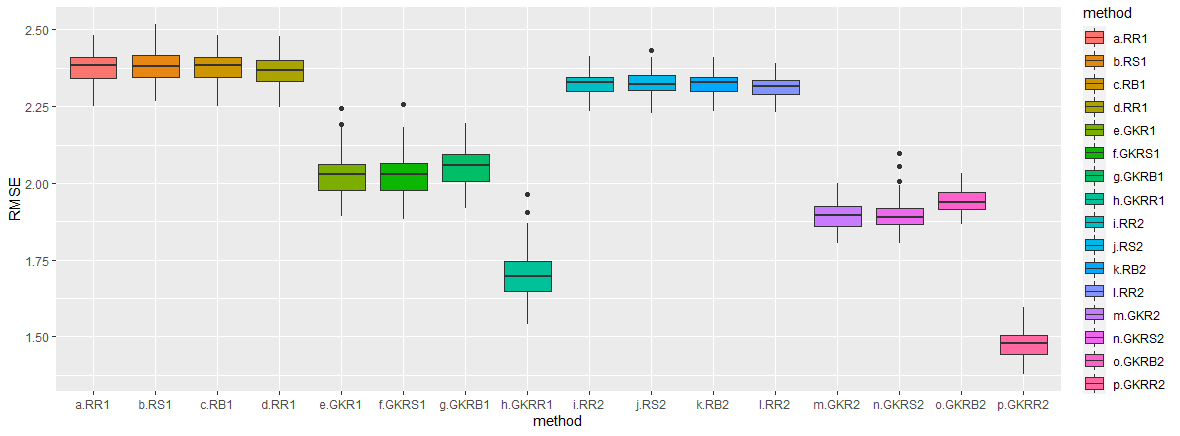 2.50
2.25
2.00
1.75
1.50
RMSE
a.RR1 b.RS1 c.RB1 d.RR1 e.GKR1 f.GKRS1 g.GKRB1 h.GKRR1 i.RR2 j.RS2 k.RB2 l.RR2 m.GKR2 n.GKRS2 o.GKRB2 p.GKRR2
method
method
a.RR1
b.RS1
c.RB1
d.RR1
e.GKR1
f.GKRS1
g.GKRB1
h.GKRR1
i.RR2
j.RS2
k.RB2
l.RR2
m.GKR2
n.GKRS2
o.GKRB2
p.GKRR2